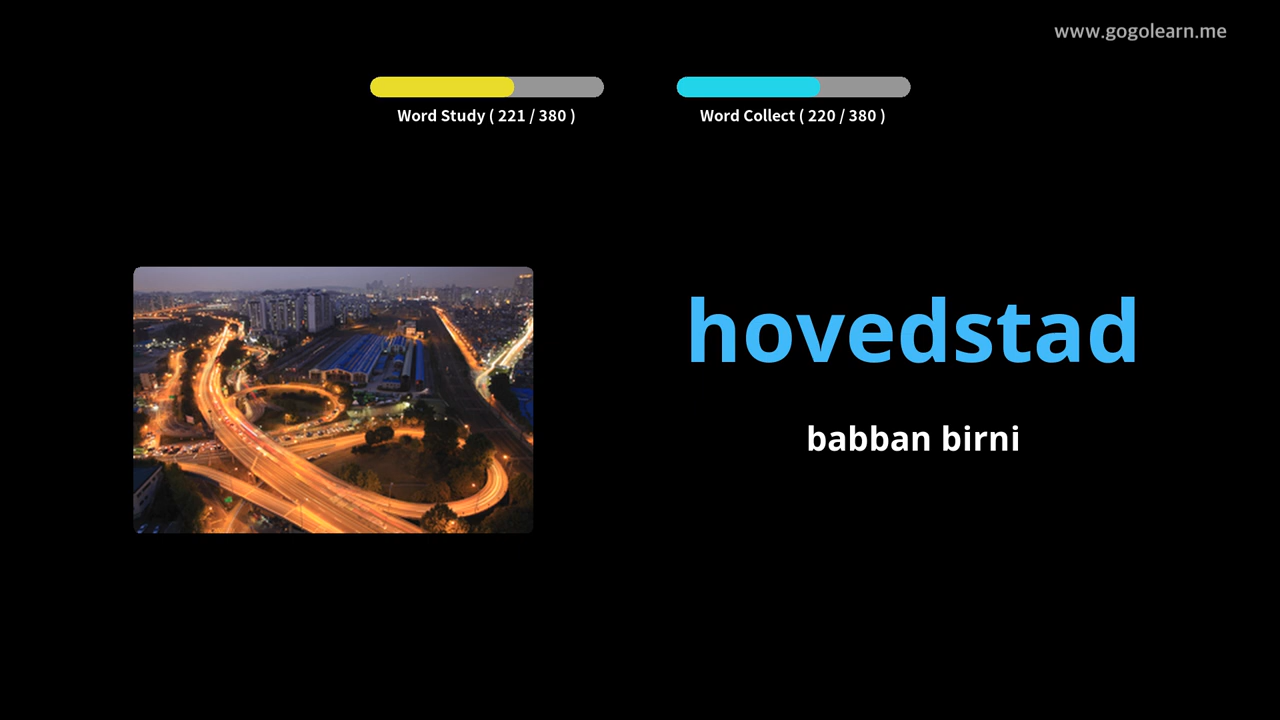 www.gogolearn.me
Word Study ( 221 / 380 )
Word Collect ( 220 / 380 )
hovedstad
babban birni